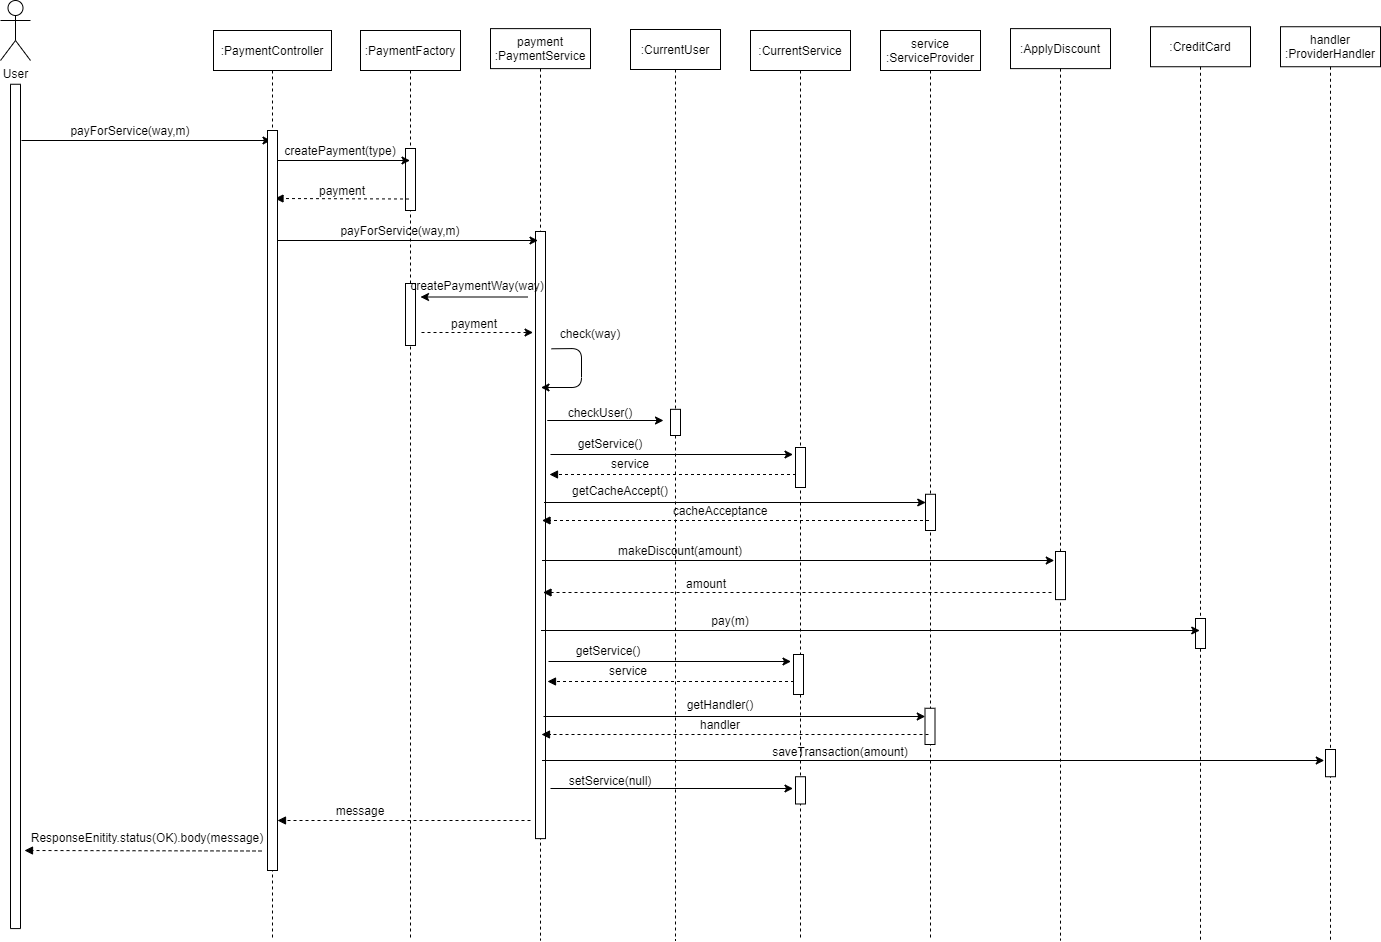 User
:PaymentController
:PaymentFactory
payment
:PaymentService
:CurrentUser
:CurrentService
service
:ServiceProvider
:ApplyDiscount
:CreditCard
handler
:ProviderHandler
payForService(way,m)
createPayment(type)
payment
payForService(way,m)
createPaymentWay(way)
payment
check(way)
checkUser()
getService()
service
getCacheAccept()
cacheAcceptance
makeDiscount(amount)
amount
pay(m)
getService()
service
getHandler()
handler
saveTransaction(amount)
setService(null)
message
ResponseEnitity.status(OK).body(message)